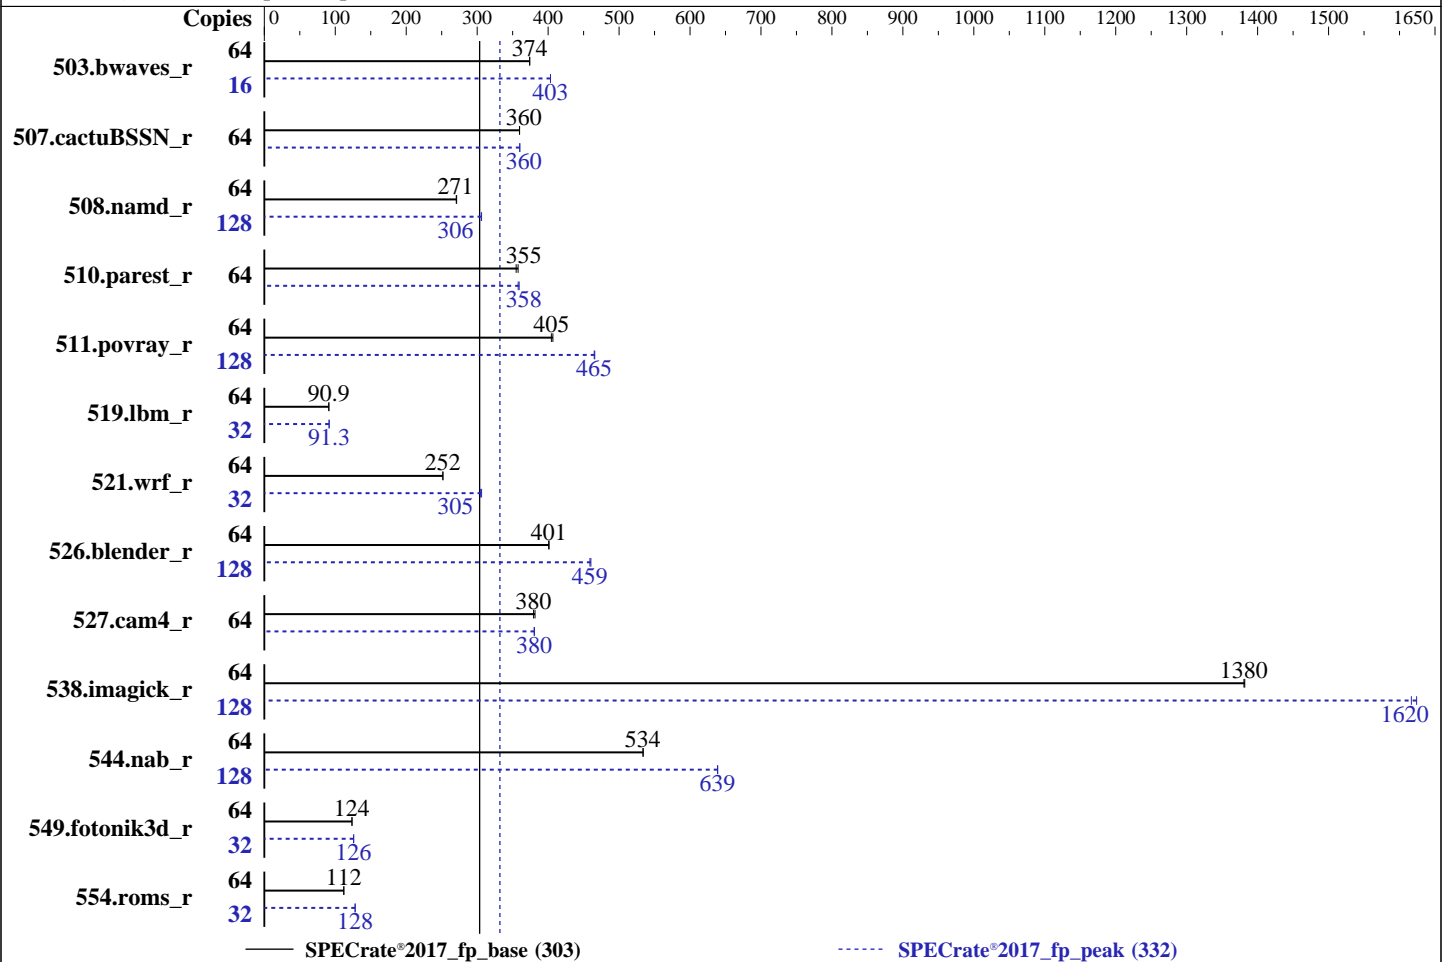 Copies 0 100 200 300 400 500 600 700 800 900 1000 1100 1200 1300 1400 1500 1650
503.bwaves_r 64 374
16 403
507.cactuBSSN_r 64 360
360
508.namd_r 64 271
128 306
510.parest_r 64 355
358
511.povray_r 64 405
128 465
519.lbm_r 64 90.9
32 91.3
521.wrf_r 64 252
32 305
526.blender_r 64 401
128 459
527.cam4_r 64 380
380
538.imagick_r 64 1380
128 1620
544.nab_r 64 534
128 639
549.fotonik3d_r 64 124
32 126
554.roms_r 64 112
32 128
SPECrate®2017_fp_base (303) SPECrate®2017_fp_peak (332)